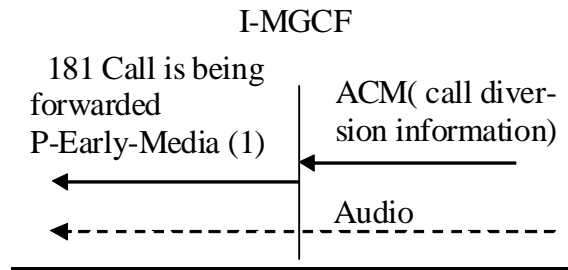 I-MGCF
181 Call is being
forwarded
P-Early-Media (1)
ACM( call diver-
sion information)
Audio